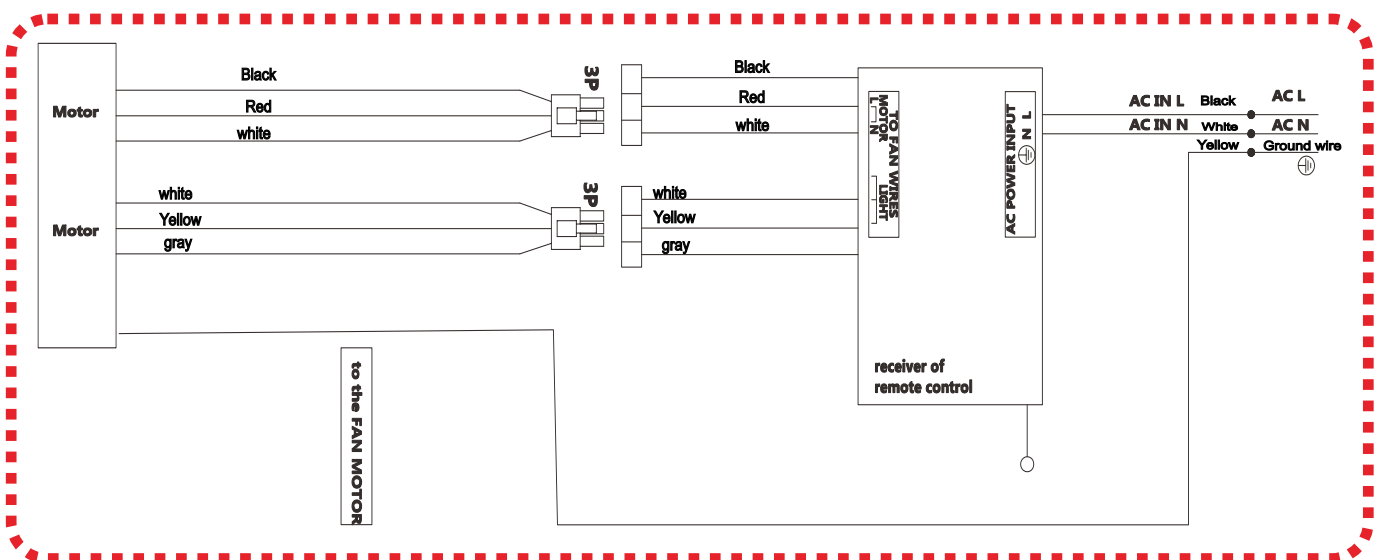 Motor
Black
Red
white
3P
Black
Red
white
Motor
white
Yellow
gray
3P
white
Yellow
gray
TO FAN WIRES
MOTOR
L N
LIGHT
AC POWER INPUT
N L
receiver of
remote control
AC IN L Black AC L
AC IN N White AC N
Yellow Ground wire
to the FAN MOTOR